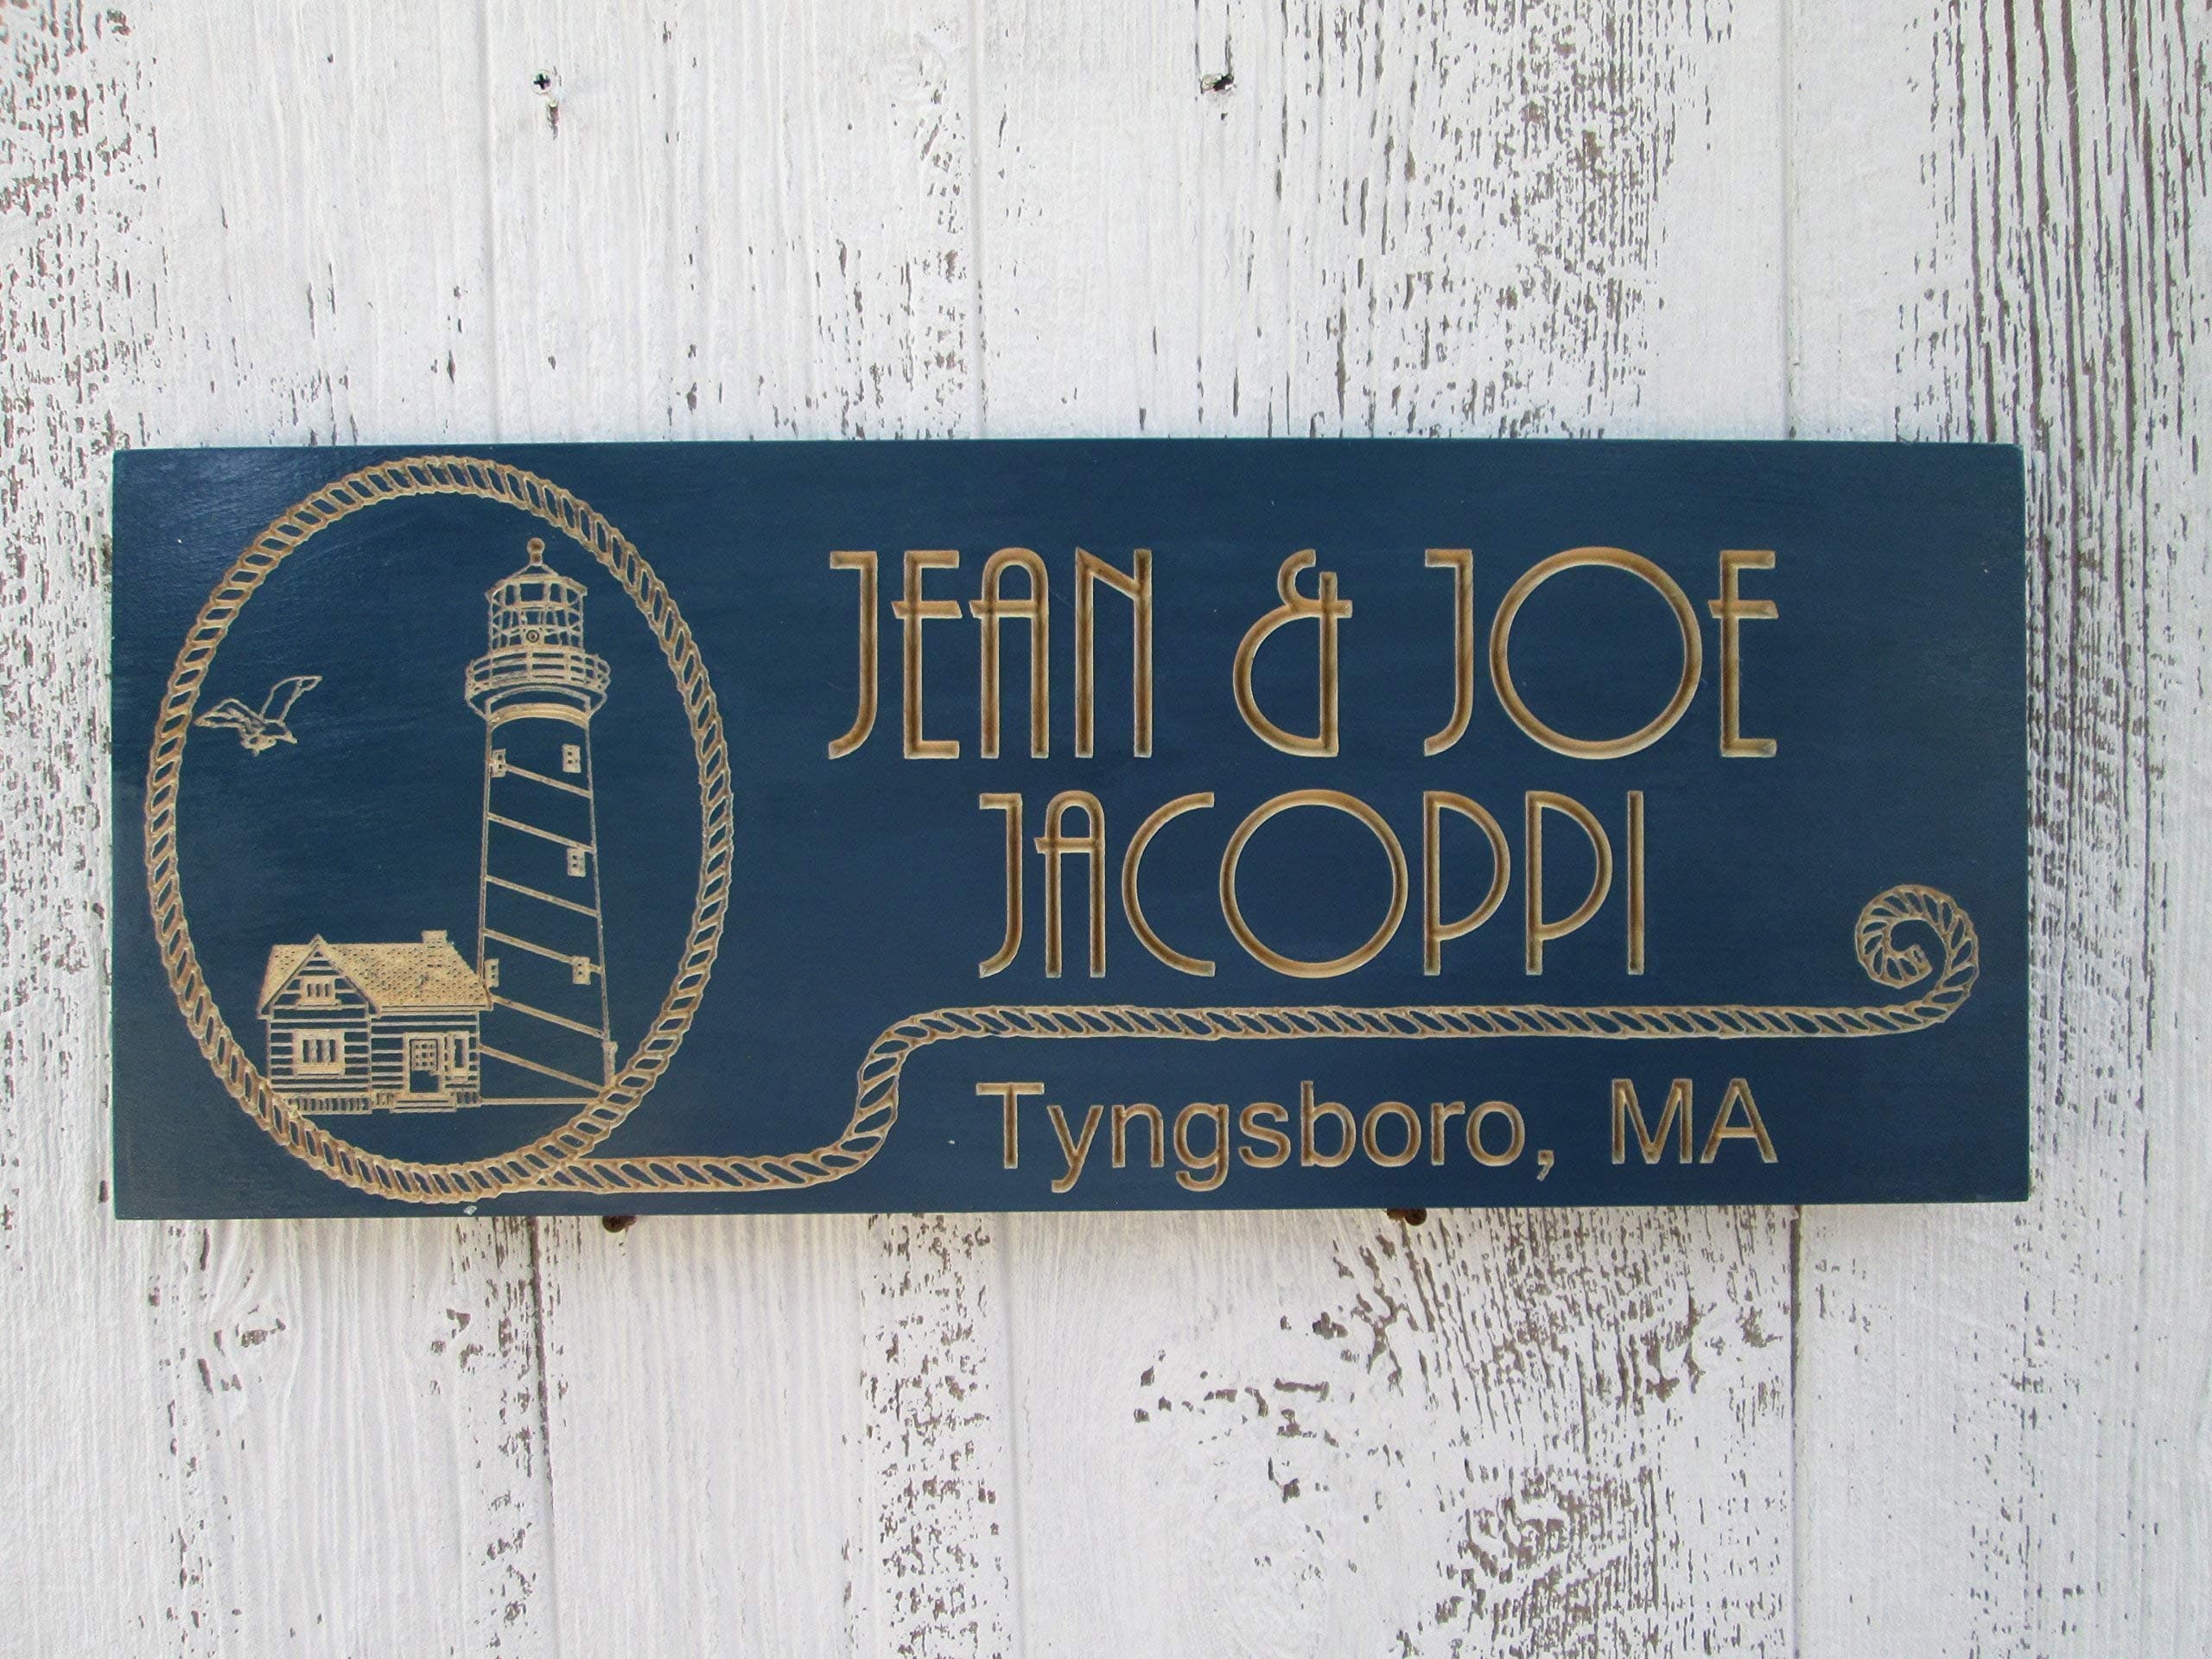 JEAN & JOE
JACOPPI
Tyngsboro, MA